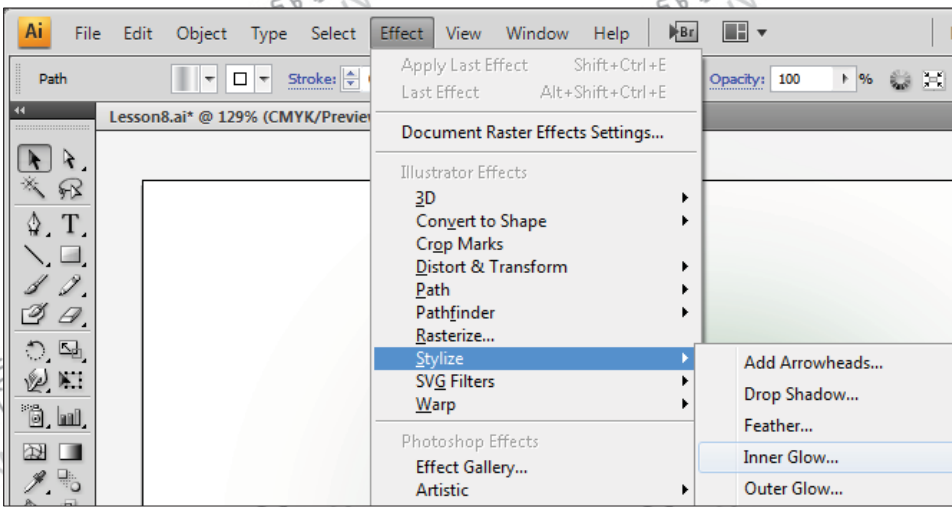 Ai File Edit Object Type Select Effect View Window Help Br
Path Stroke: Opacity: 100 %
Apply Last Effect Shift+Ctrl+E
Last Effect Alt+Shift+Ctrl+E
Lesson8.ai* @ 129% (CMYK/Preview
Document Raster Effects Settings...
Illustrator Effects
3D
Convert to Shape
Crop Marks
Distort & Transform
Path
Pathfinder
Rasterize...
Stylize
SVG Filters
Warp
Photoshop Effects
Effect Gallery...
Artistic
Add Arrowheads...
Drop Shadow...
Feather...
Inner Glow...
Outer Glow...